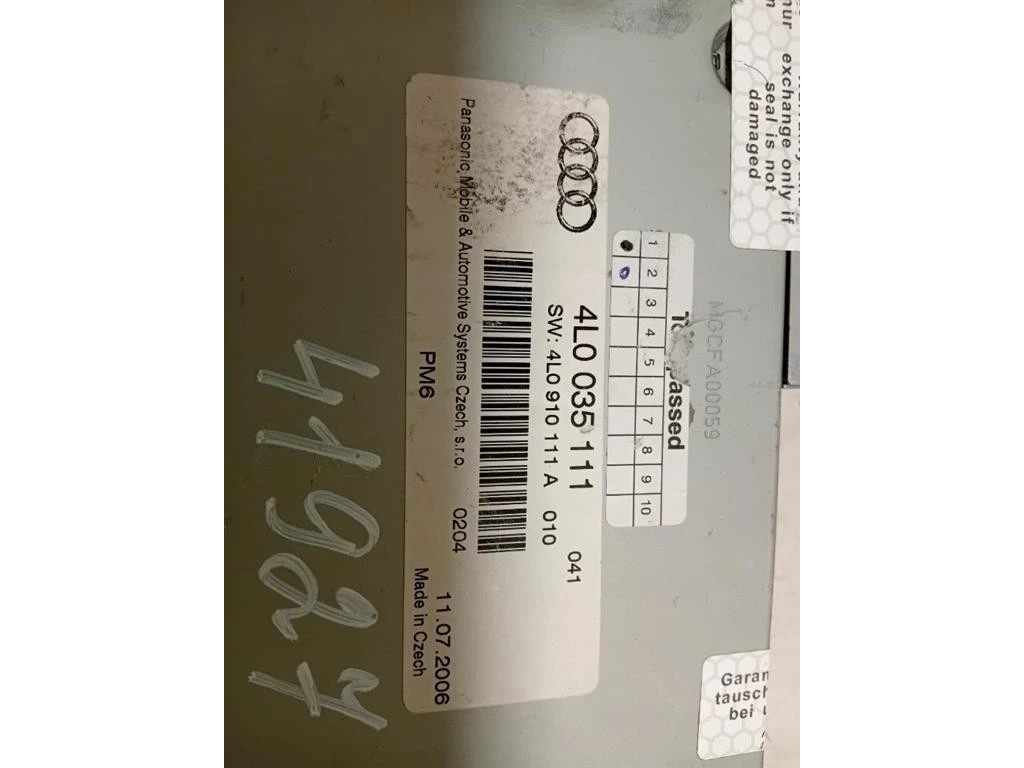 4L0 035 111
041
SW: 4L0 910 111 A 010
Panasonic Mobile & Automotive Systems Czech, s.r.o. 0204
PM6
11.07.2006
Made in Czech
MGCFA00059
passed
1 2 3 4 5 6 7 8 9 10
exchange only if
seal is not
damaged
Garan
tausch
bei
41927